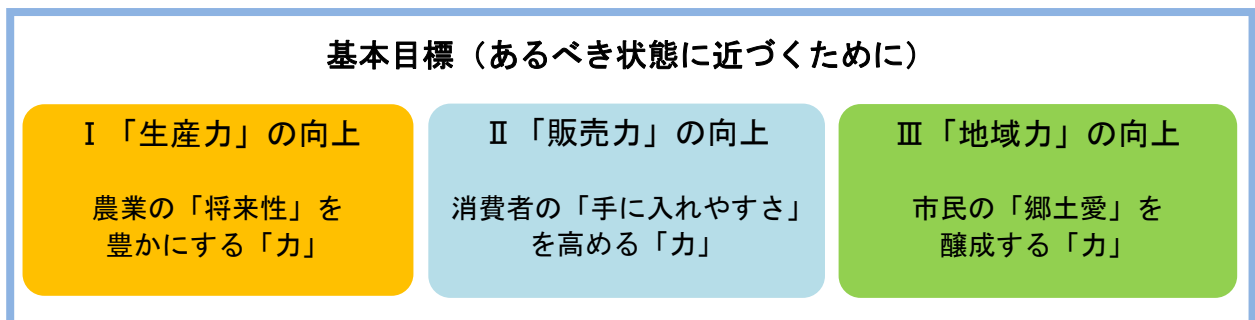 基本目標（あるべき状態に近づくために）
Ⅰ「生産力」の向上
農業の「将来性」を
豊かにする「力」
Ⅱ「販売力」の向上
消費者の「手に入れやすさ」
を高める「力」
Ⅲ「地域力」の向上
市民の「郷土愛」を
醸成する「力」